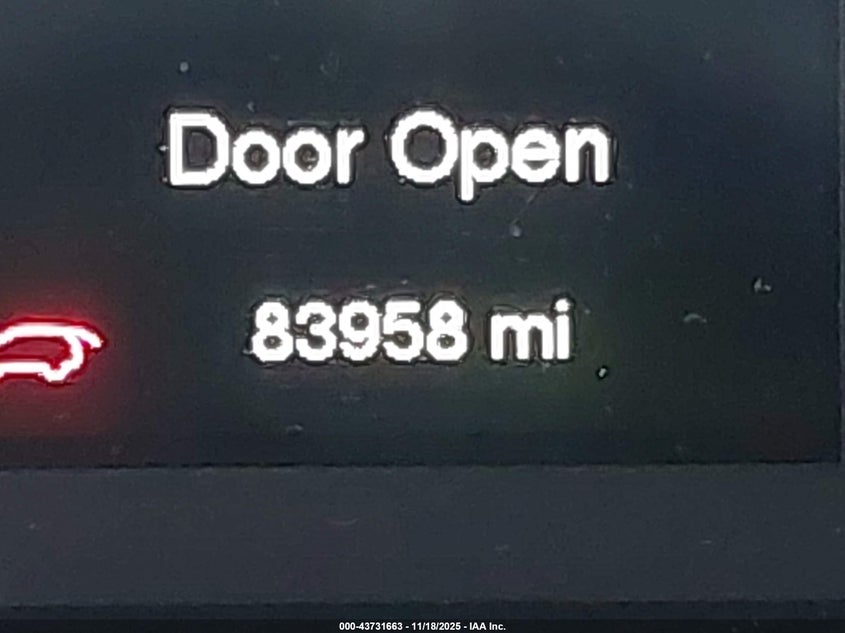 Door Open
83958 mi
000-43731663 - 11/18/2025 - IAA Inc.